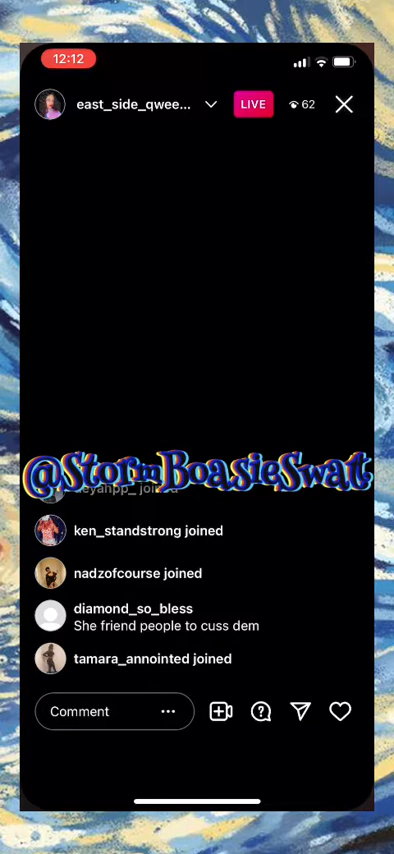 12:12
east_side_qwee...
LIVE
62
@StormBoasieSwat
joined
ken_standstrong joined
nadzofcourse joined
diamond_so_bless
She friend people to cuss dem
tamara_annointed joined
Comment